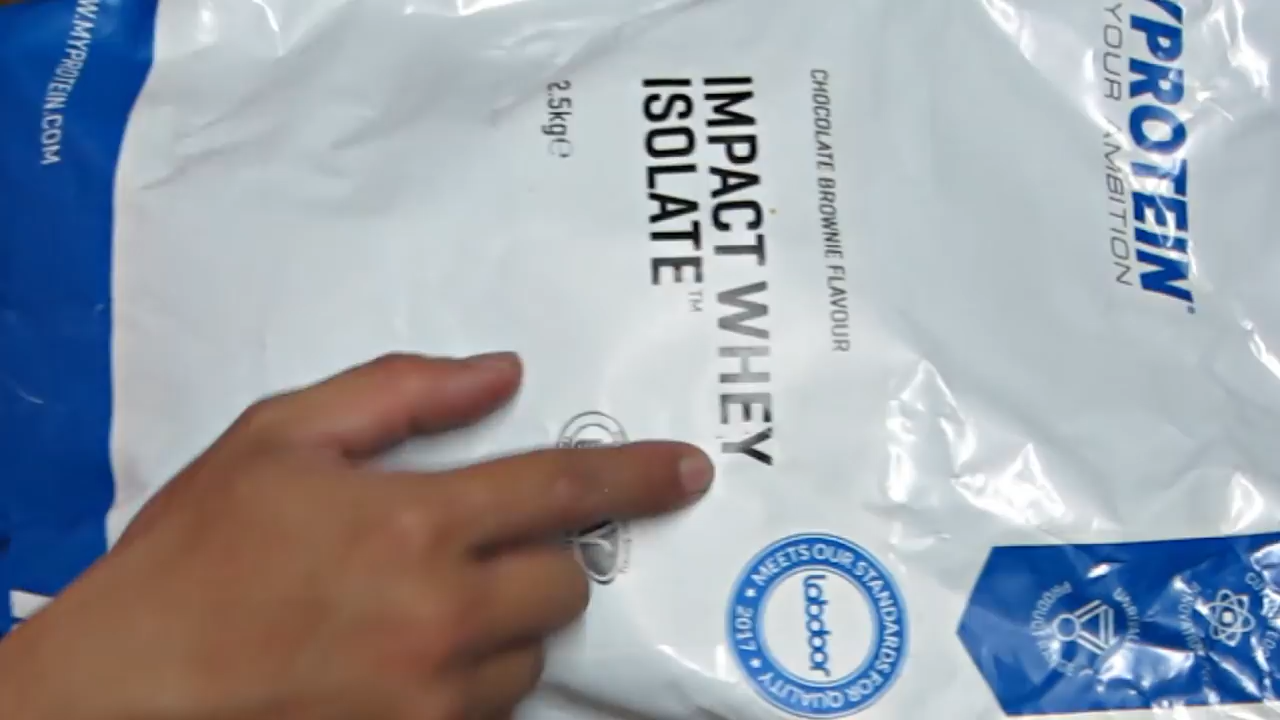 YPROTEIN
YOUR AMBITION
CHOCOLATE BROWNIE FLAVOUR
IMPACT WHEY
ISOLATE™
2.5kg℮
MEETS OUR STANDARDS FOR QUALITY
★ 2017 ★
labdoor
W.MYPROTEIN.COM